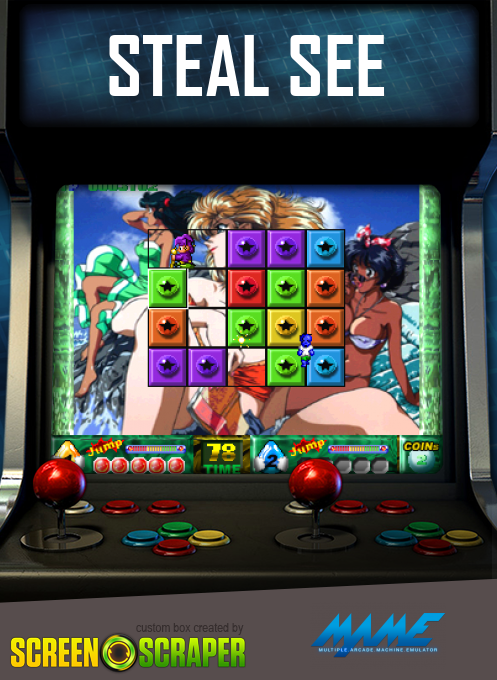 STEAL SEE
Jump
78
TIME
2
Jump
COINS
2
custom box created by
SCREEN SCRAPER
MAME
MULTIPLE ARCADE MACHINE EMULATOR